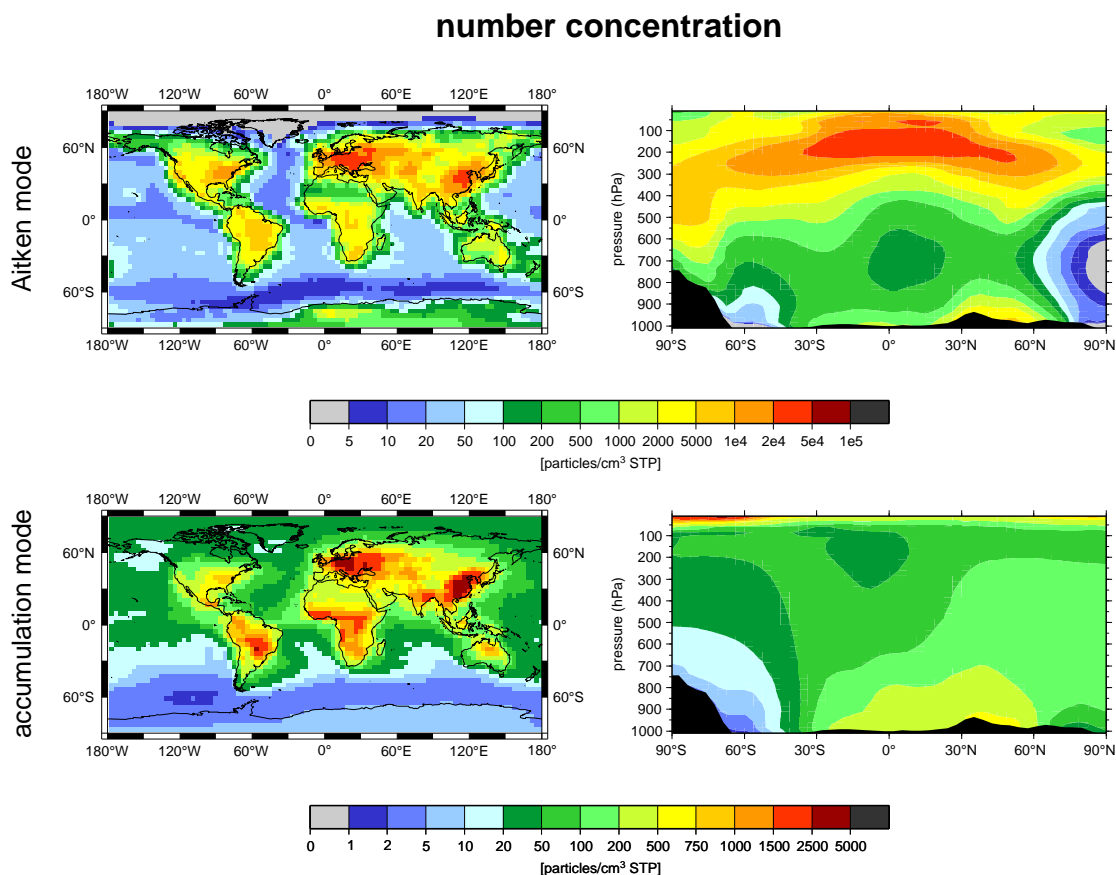 number concentration
Aitken mode
180°W 120°W 60°W 0° 60°E 120°E 180°
60°N 60°N
0° 0°
60°S 60°S
180°W 120°W 60°W 0° 60°E 120°E 180°
pressure (hPa)
100
200
300
400
500
600
700
800
900
1000
90°S 60°S 30°S 0° 30°N 60°N 90°N
0 5 10 20 50 100 200 500 1000 2000 5000 1e4 2e4 5e4 1e5
[particles/cm³ STP]
accumulation mode
180°W 120°W 60°W 0° 60°E 120°E 180°
60°N 60°N
0° 0°
60°S 60°S
180°W 120°W 60°W 0° 60°E 120°E 180°
pressure (hPa)
100
200
300
400
500
600
700
800
900
1000
90°S 60°S 30°S 0° 30°N 60°N 90°N
0 1 2 5 10 20 50 100 200 500 750 1000 1500 2500 5000
[particles/cm³ STP]